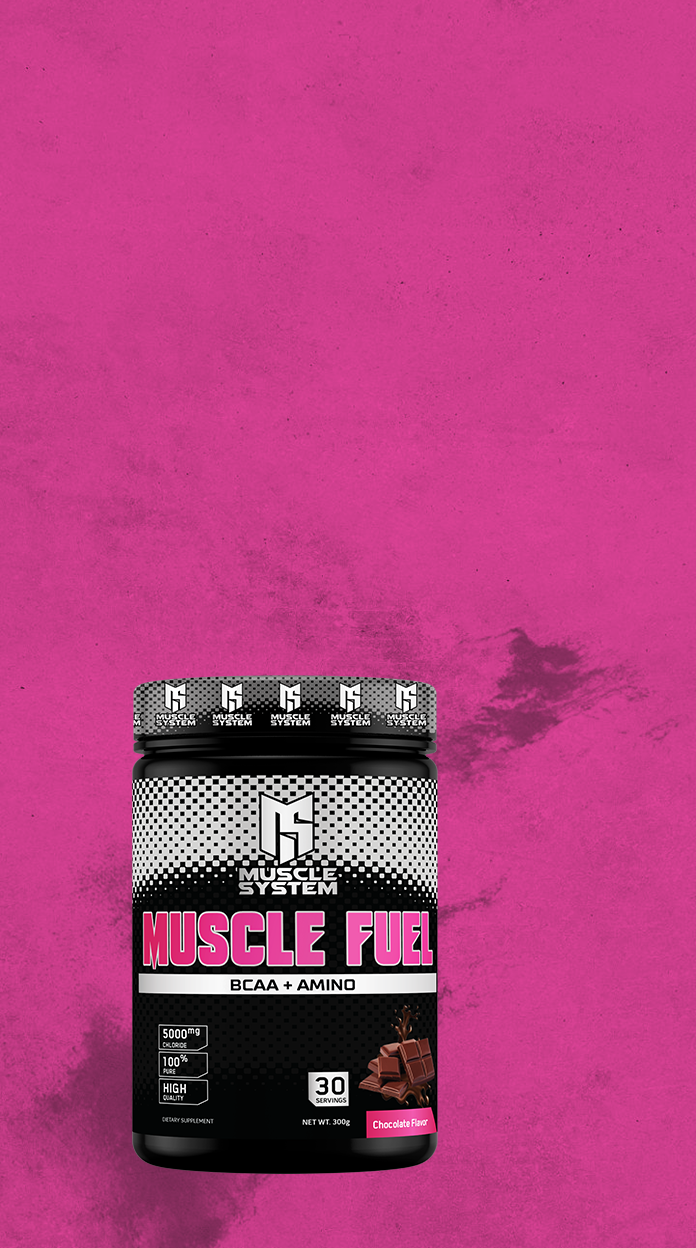 MUSCLE SYSTEM
MUSCLE SYSTEM
MUSCLE SYSTEM
MUSCLE SYSTEM
MUSCLE SYSTEM
MUSCLE
SYSTEM
MUSCLE FUEL
BCAA + AMINO
5000mg
CHLORIDE
100%
PURE
HIGH
QUALITY
30
SERVINGS
DIETARY SUPPLEMENT
NET WT. 300g
Chocolate Flavor